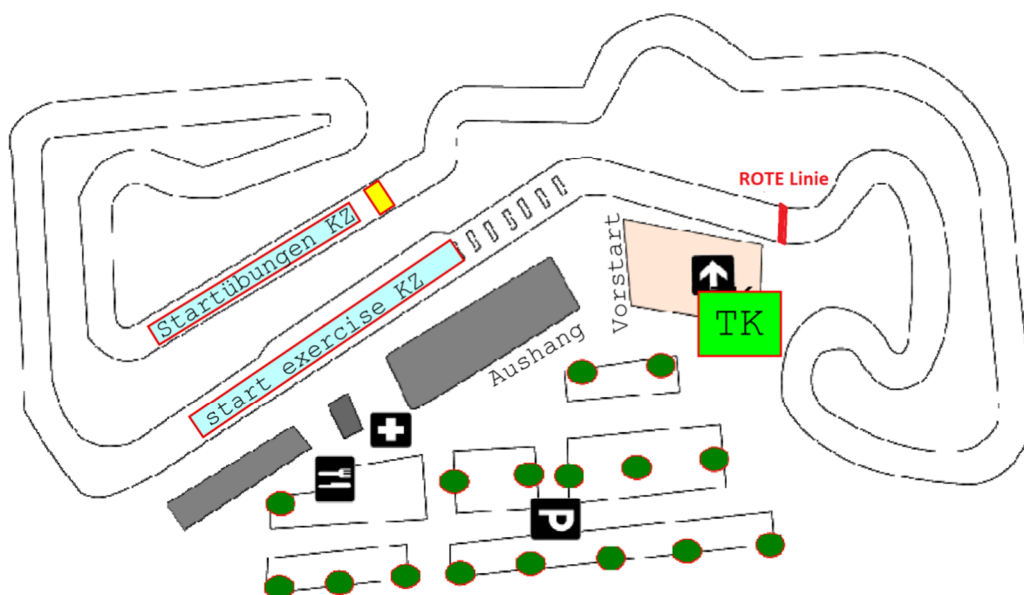 ROTE Linie
Startübungen KZ
start exercise KZ
Vorstart
TK
Aushang
P